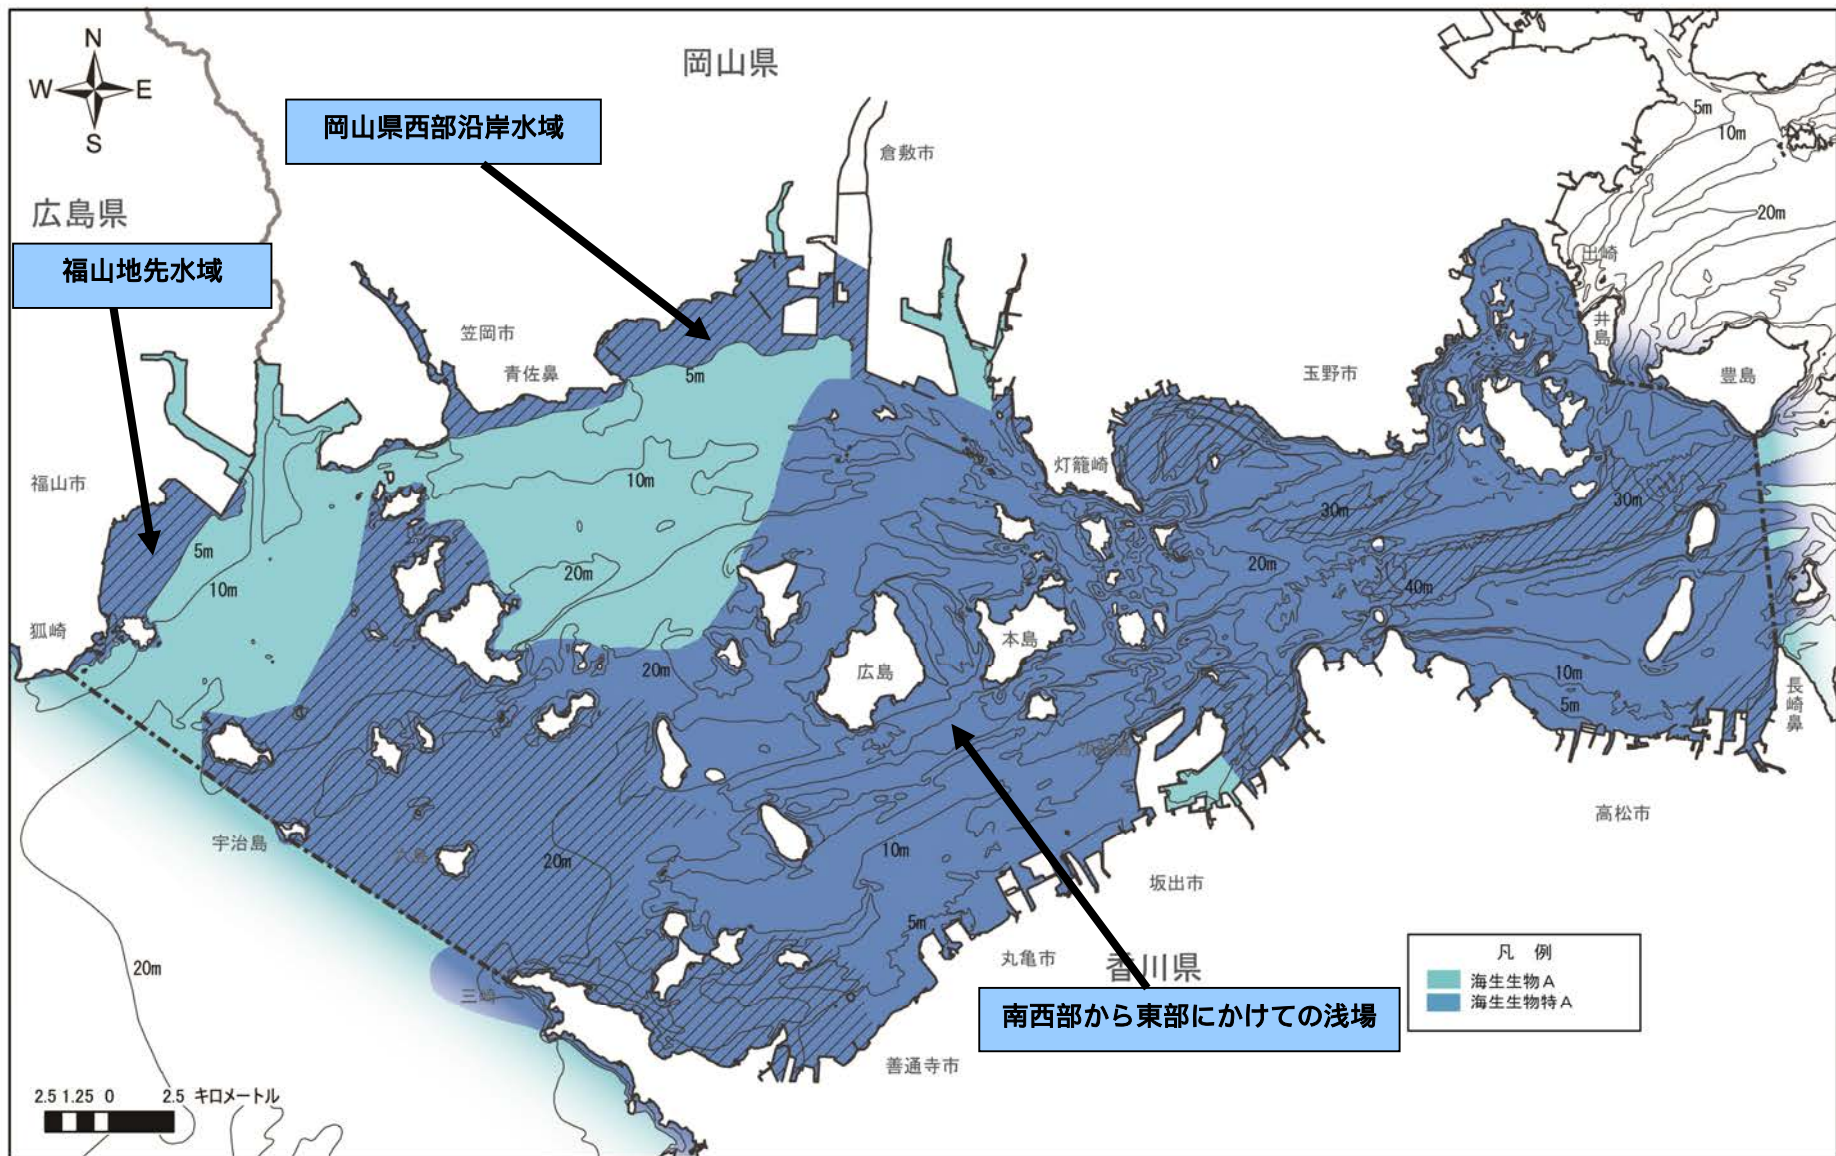 N
W E
S
岡山県
岡山県西部沿岸水域
倉敷市
5m
10m
広島県
20m
福山地先水域
出崎
井島
笠岡市
青佐鼻
5m
玉野市
豊島
福山市
灯籠崎
10m
30m
30m
5m
20m
20m
10m
40m
狐崎
本島
20m
広島
10m
長崎鼻
5m
宇治島
六島
20m
10m
高松市
坂出市
5m
丸亀市
香川県
20m
三崎
凡 例
海生生物A
海生生物特A
南西部から東部にかけての浅場
善通寺市
2.5 1.25 0 2.5 キロメートル